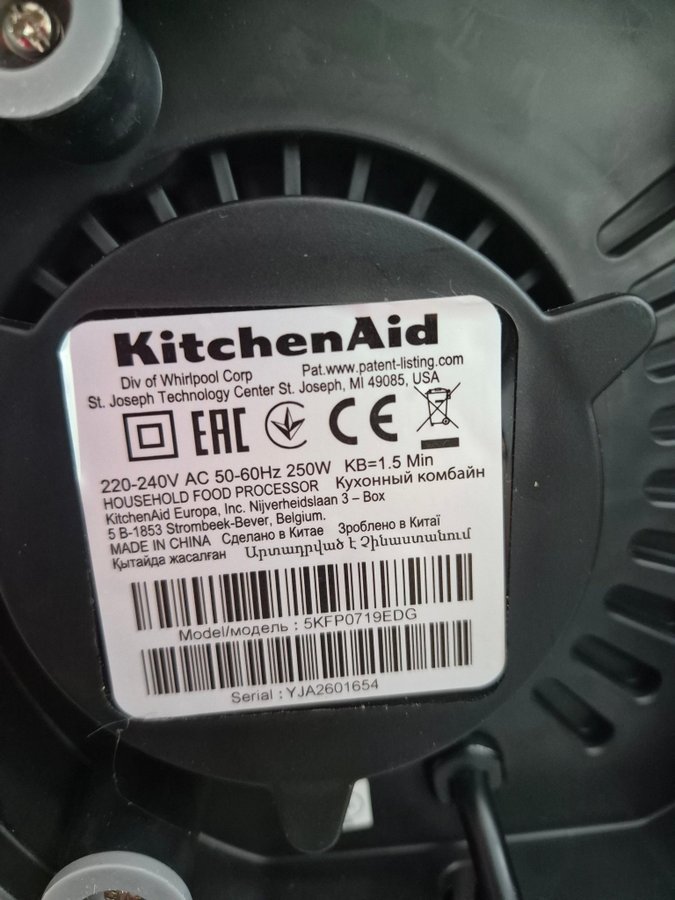 KitchenAid
Div of Whirlpool Corp Pat.www.patent-listing.com
St. Joseph Technology Center St. Joseph, MI 49085, USA
EAC CE
220-240V AC 50-60Hz 250W KB=1.5 Min
HOUSEHOLD FOOD PROCESSOR Кухонный комбайн
KitchenAid Europa, Inc. Nijverheidslaan 3 – Box
5 B-1853 Strombeek-Bever, Belgium.
MADE IN CHINA Сделано в Китае Зроблено в Китаї
Қытайда жасалған Արտադրված է Չինաստանում
Model/модель : 5KFP0719EDG
Serial : YJA2601654